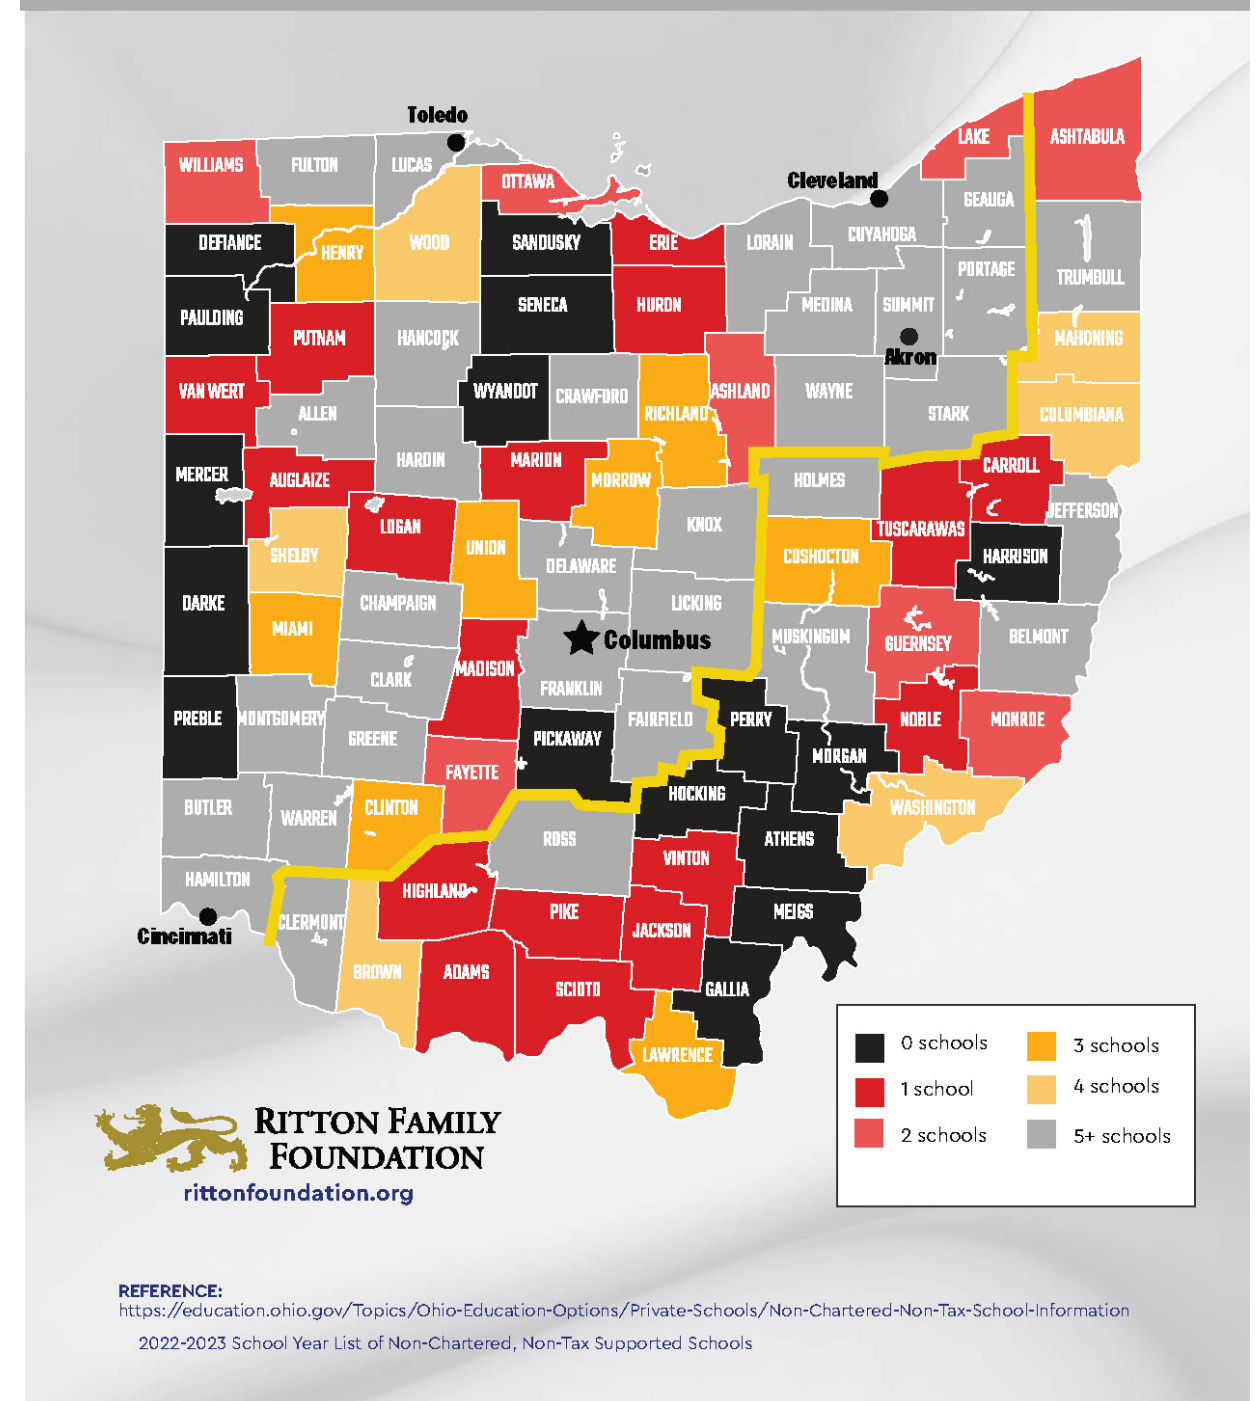 Toledo
WILLIAMS
FULTON
LUCAS
OTTAWA
Cleveland
LAKE
ASHTABULA
GEAUGA
DEFIANCE
HENRY
WOOD
SANDUSKY
ERIE
LORAIN
CUYAHOGA
PORTAGE
TRUMBULL
PAULDING
PUTNAM
HANCOCK
SENECA
HURON
MEDINA
SUMMIT
Akron
MAHONING
VAN WERT
ALLEN
WYANDOT
CRAWFORD
RICHLAND
ASHLAND
WAYNE
STARK
COLUMBIANA
MERCER
AUGLAIZE
HARDIN
MARION
MORROW
HOLMES
CARROLL
JEFFERSON
LOGAN
UNION
KNOX
TUSCARAWAS
SHELBY
DELAWARE
COSHOCTON
HARRISON
DARKE
MIAMI
CHAMPAIGN
LICKING
Columbus
MUSKINGUM
GUERNSEY
BELMONT
CLARK
MADISON
FRANKLIN
PREBLE
MONTGOMERY
GREENE
PICKAWAY
FAIRFIELD
PERRY
NOBLE
MONROE
MORGAN
FAYETTE
HOCKING
WASHINGTON
BUTLER
WARREN
CLINTON
ROSS
ATHENS
VINTON
HAMILTON
HIGHLAND
CLERMONT
PIKE
JACKSON
MEIGS
Cincinnati
BROWN
ADAMS
SCIOTO
GALLIA
LAWRENCE
0 schools
3 schools
1 school
4 schools
2 schools
5+ schools
RITTON FAMILY
FOUNDATION
rittonfoundation.org
REFERENCE:
https://education.ohio.gov/Topics/Ohio-Education-Options/Private-Schools/Non-Chartered-Non-Tax-School-Information
2022-2023 School Year List of Non-Chartered, Non-Tax Supported Schools